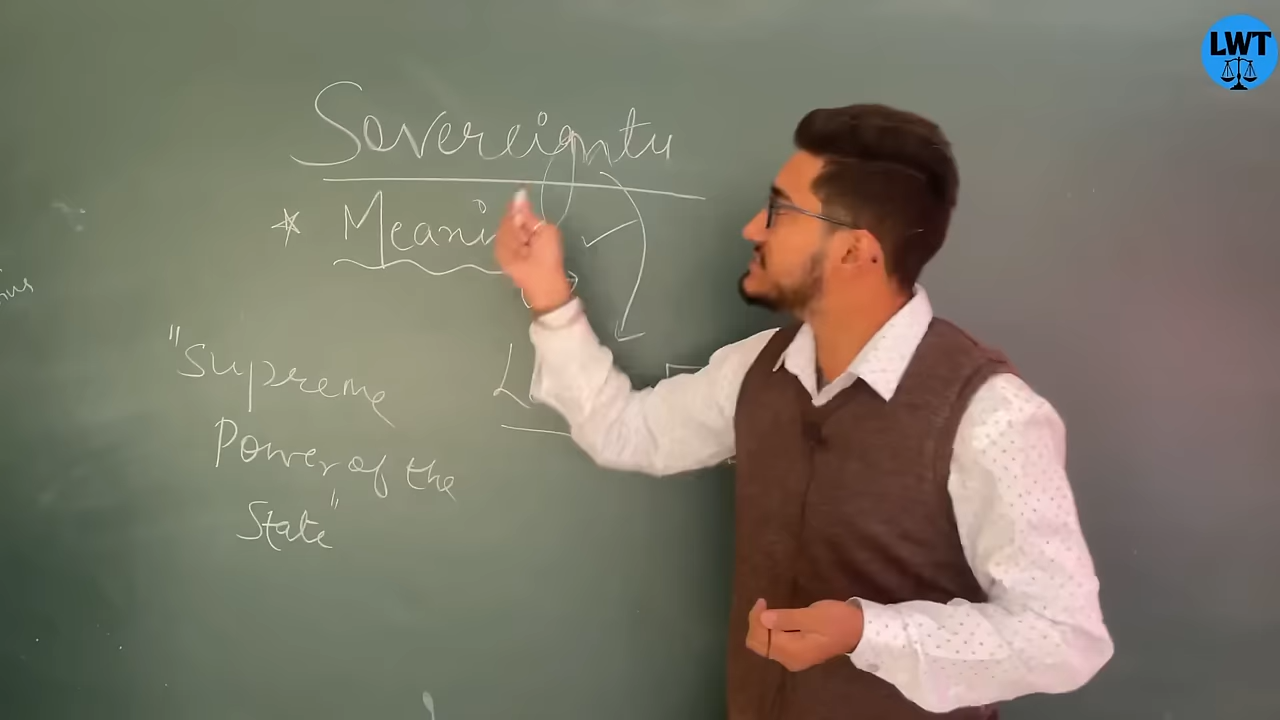 LWT
Sovereignty
* Meani
"Supreme
Power of the
State"